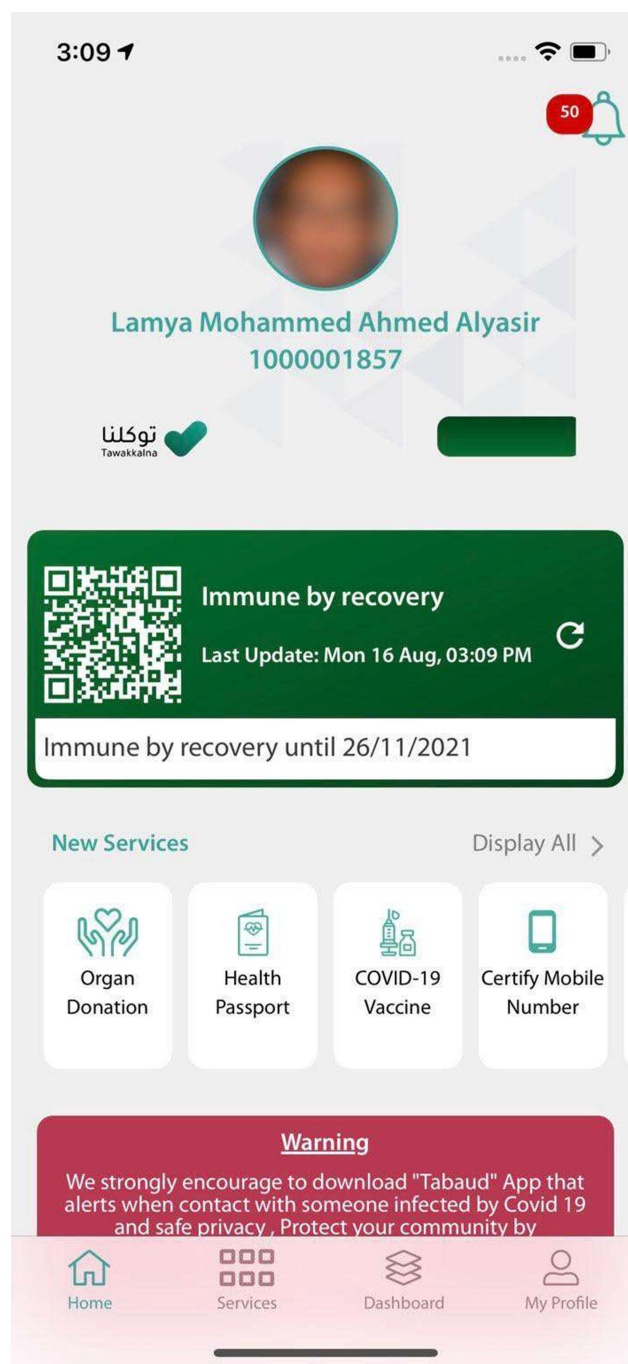 3:09
50
Lamya Mohammed Ahmed Alyasir
1000001857
توكلنا
Tawakkalna
Immune by recovery
Last Update: Mon 16 Aug, 03:09 PM
Immune by recovery until 26/11/2021
New Services
Display All
Organ Donation
Health Passport
COVID-19 Vaccine
Certify Mobile Number
Warning
We strongly encourage to download "Tabaud" App that
alerts when contact with someone infected
by Covid 19
and safe privacy , Protect your community by
Home
Services
Dashboard
My Profile